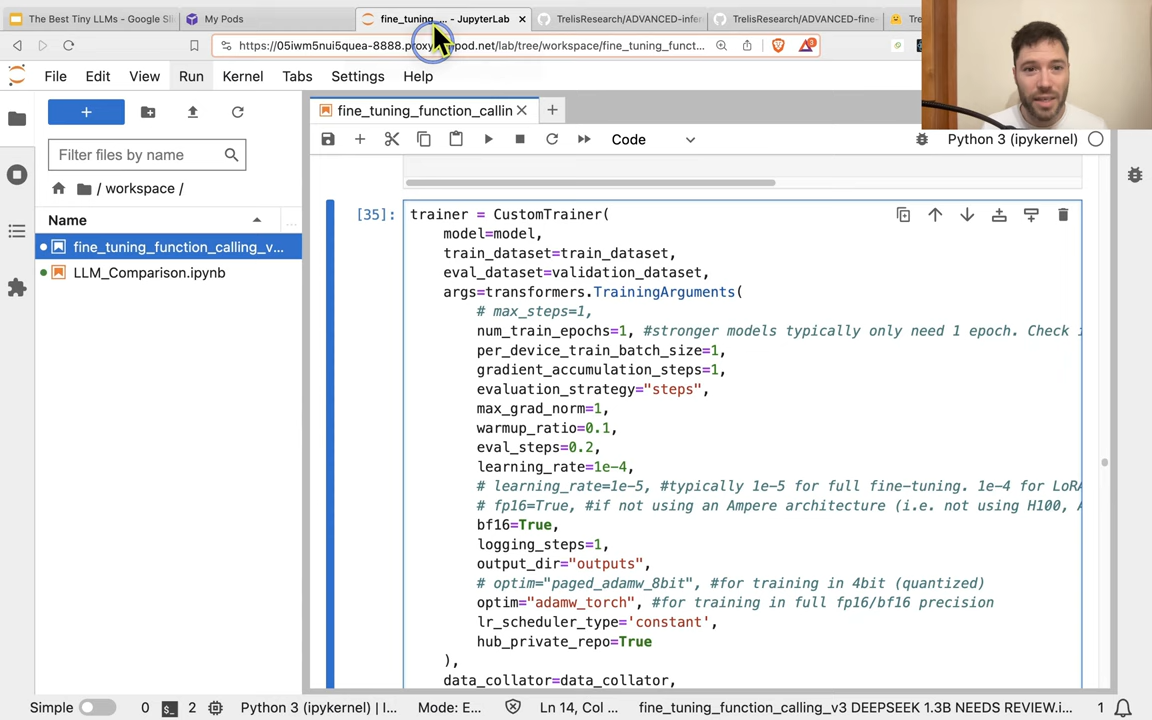 The Best Tiny LLMs - Google Sli
My Pods
fine_tuning_... - JupyterLab
TrelisResearch/ADVANCED-infer
TrelisResearch/ADVANCED-fine-
https://05iwm5nui5quea-8888.proxy.runpod.net/lab/tree/workspace/fine_tuning_funct...
2
File Edit View Run Kernel Tabs Settings Help
fine_tuning_function_callin
Code
Python 3 (ipykernel)
Filter files by name
/ workspace /
Name
fine_tuning_function_calling_v...
LLM_Comparison.ipynb
[35]:
trainer = CustomTrainer(
model=model,
train_dataset=train_dataset,
eval_dataset=validation_dataset,
args=transformers.TrainingArguments(
# max_steps=1,
num_train_epochs=1, #stronger models typically only need 1 epoch. Check
per_device_train_batch_size=1,
gradient_accumulation_steps=1,
evaluation_strategy="steps",
max_grad_norm=1,
warmup_ratio=0.1,
eval_steps=0.2,
learning_rate=1e-4,
# learning_rate=1e-5, #typically 1e-5 for full fine-tuning. 1e-4 for LoRA
# fp16=True, #if not using an Ampere architecture (i.e. not using H100, A
bf16=True,
logging_steps=1,
output_dir="outputs",
# optim="paged_adamw_8bit", #for training in 4bit (quantized)
optim="adamw_torch", #for training in full fp16/bf16 precision
lr_scheduler_type='constant',
hub_private_repo=True
),
data_collator=data_collator,
Simple 0 2 Python 3 (ipykernel) | I... Mode: E... Ln 14, Col ... fine_tuning_function_calling_v3 DEEPSEEK 1.3B NEEDS REVIEW.i... 1